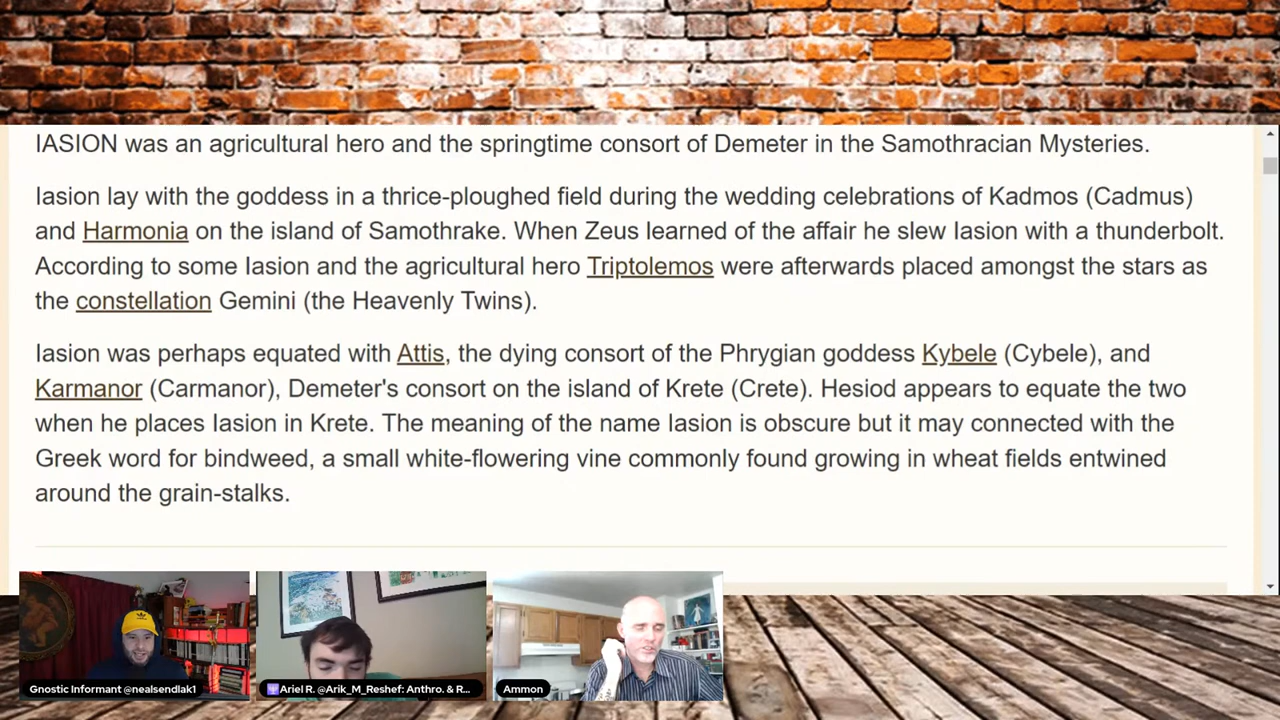 IASION was an agricultural hero and the springtime consort of Demeter in the Samothracian Mysteries.
Iasion lay with the goddess in a thrice-ploughed field during the wedding celebrations of Kadmos (Cadmus)
and Harmonia on the island of Samothrake. When Zeus learned of the affair he slew Iasion with a thunderbolt.
According to some Iasion and the agricultural hero Triptolemos were afterwards placed amongst the stars as
the constellation Gemini (the Heavenly Twins).
Iasion was perhaps equated with Attis, the dying consort of the Phrygian goddess Kybele (Cybele), and
Karmanor (Carmanor), Demeter's consort on the island of Krete (Crete). Hesiod appears to equate the two
when he places Iasion in Krete. The meaning of the name Iasion is obscure but it may connected with the
Greek word for bindweed, a small white-flowering vine commonly found growing in wheat fields entwined
around the grain-stalks.
Gnostic Informant @nealsendlak1
Ariel R. @Arik_M_Reshef: Anthro. & R...
Ammon